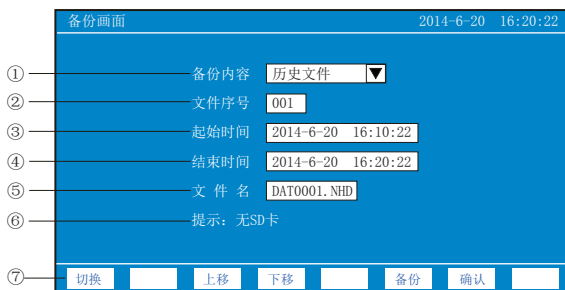 备份画面 2014-6-20 16:20:22
① 备份内容 历史文件
② 文件序号 001
③ 起始时间 2014-6-20 16:10:22
④ 结束时间 2014-6-20 16:20:22
⑤ 文 件 名 DAT0001.NHD
⑥ 提示：无SD卡
⑦ 切换 上移 下移 备份 确认